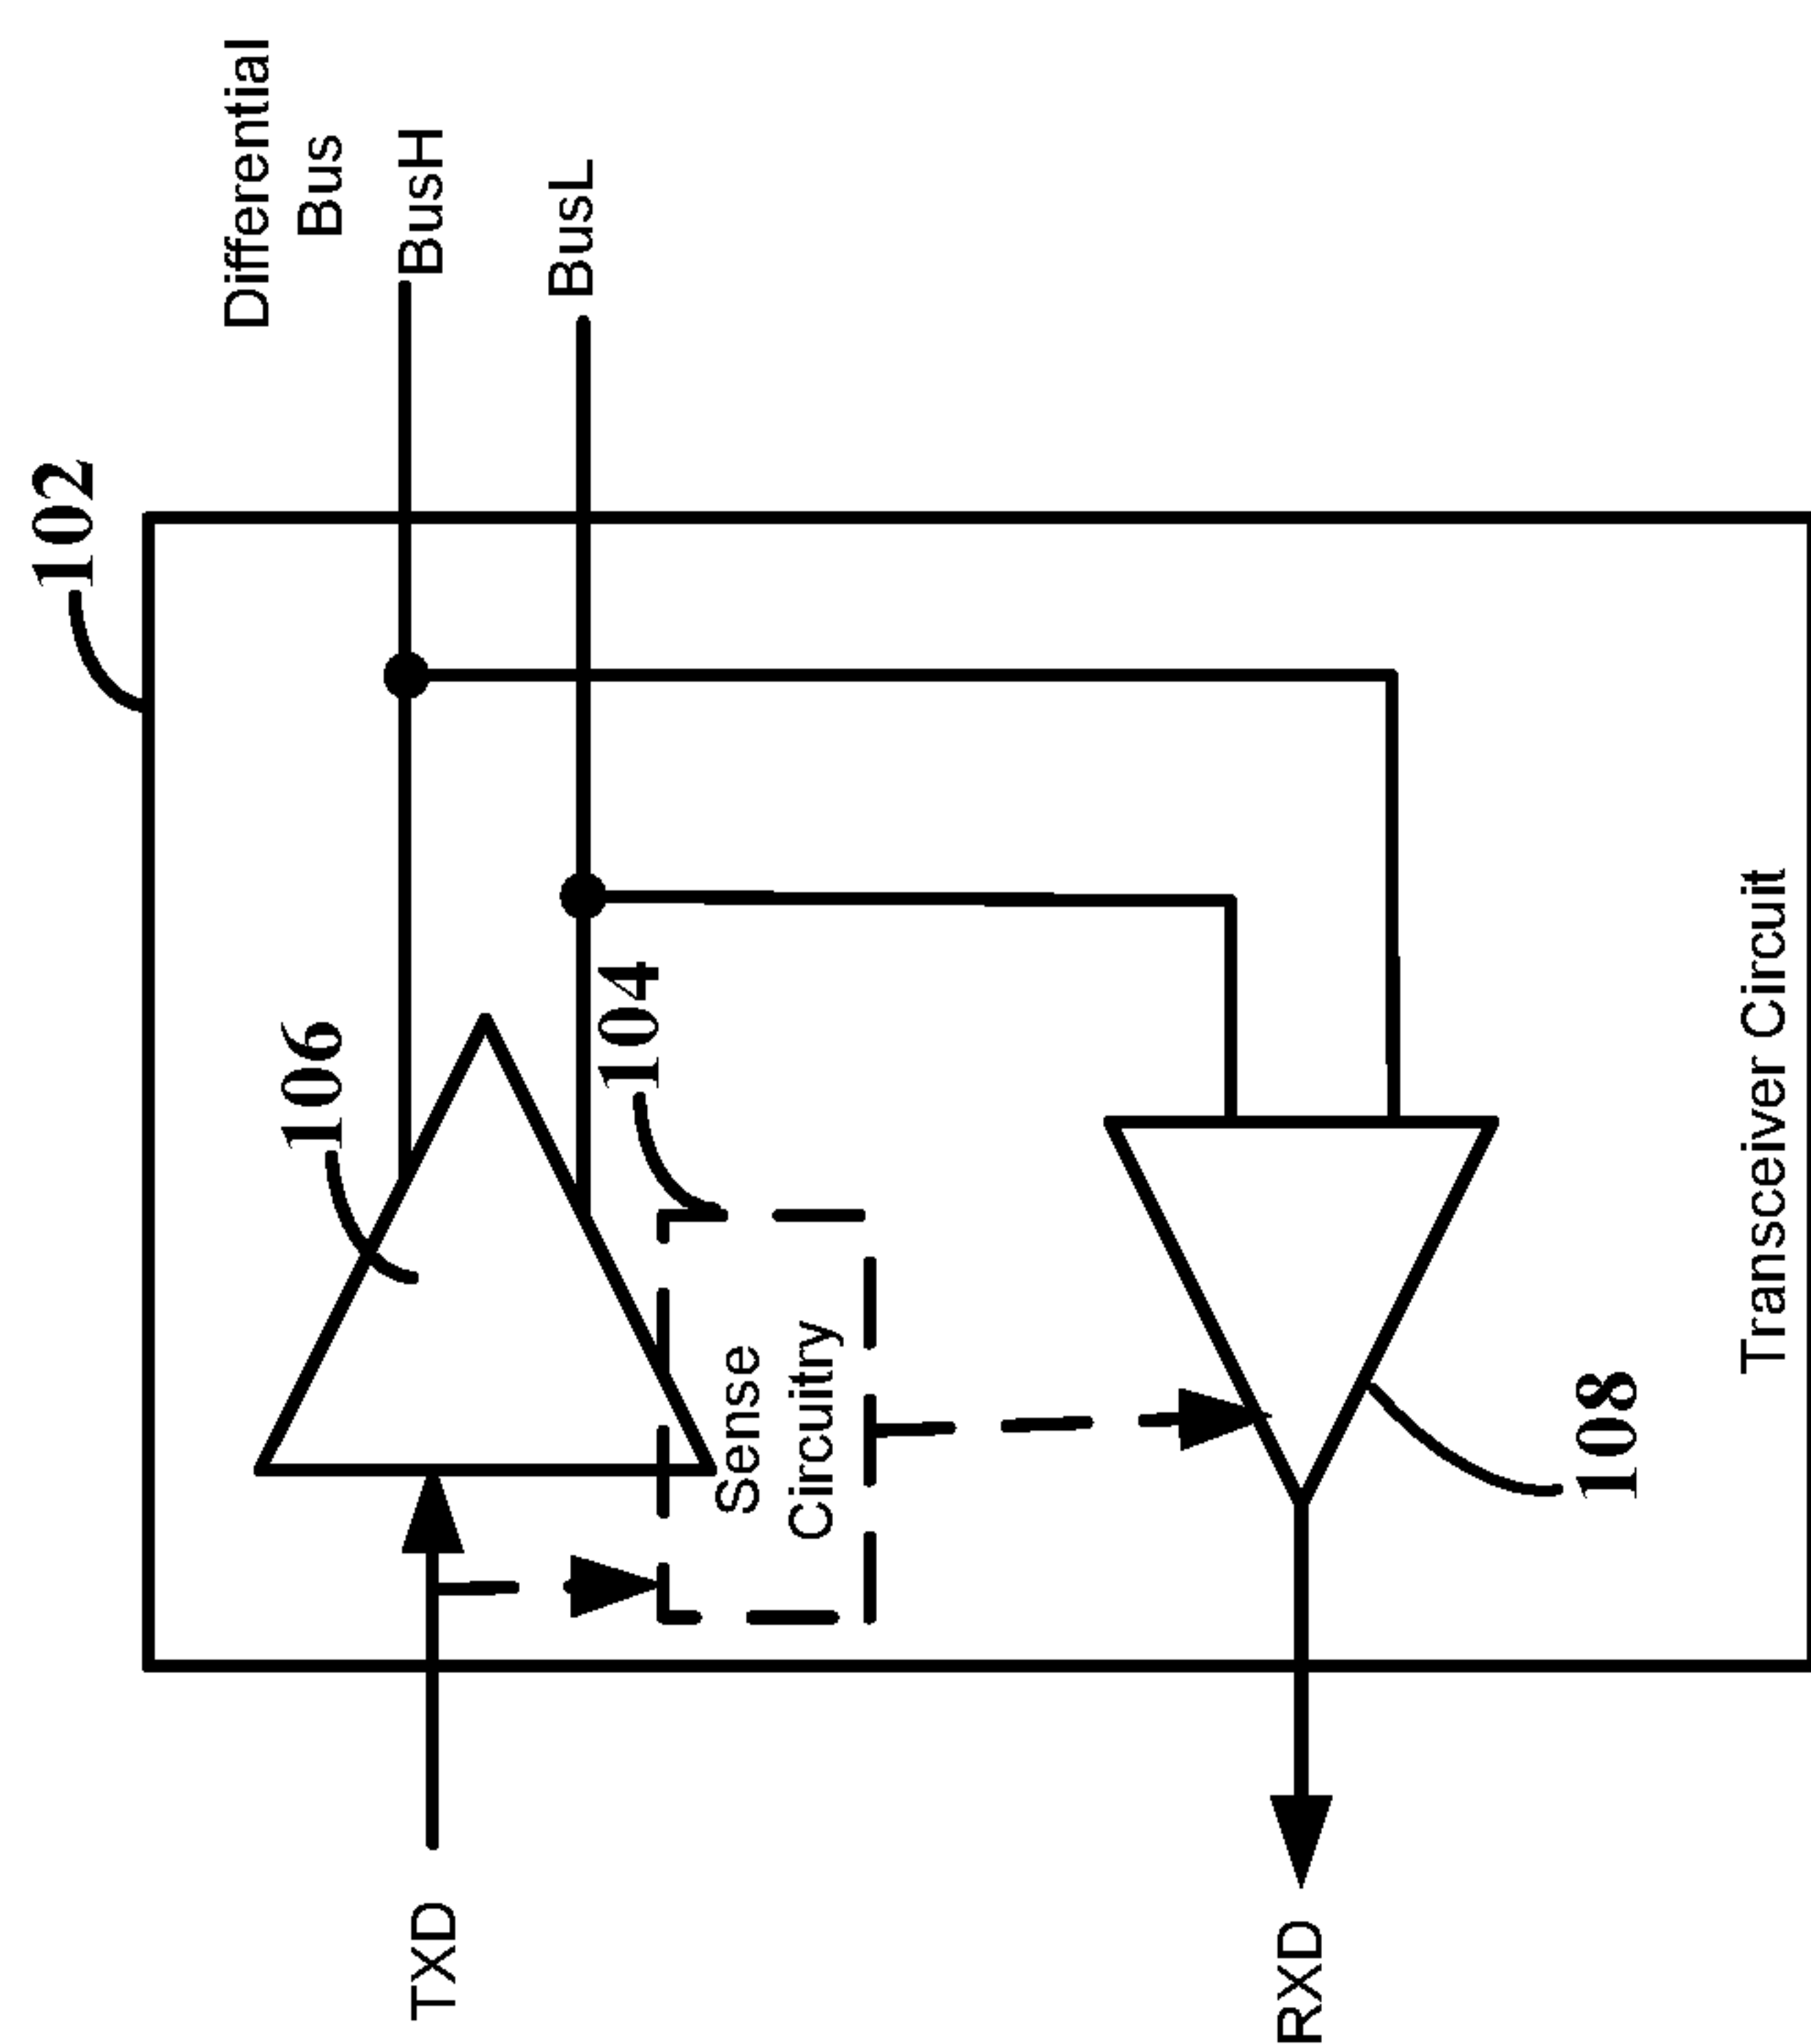 102
Differential
Bus
BusH
BusL
106
104
Sense
Circuitry
TXD
RXD
108
Transceiver Circuit